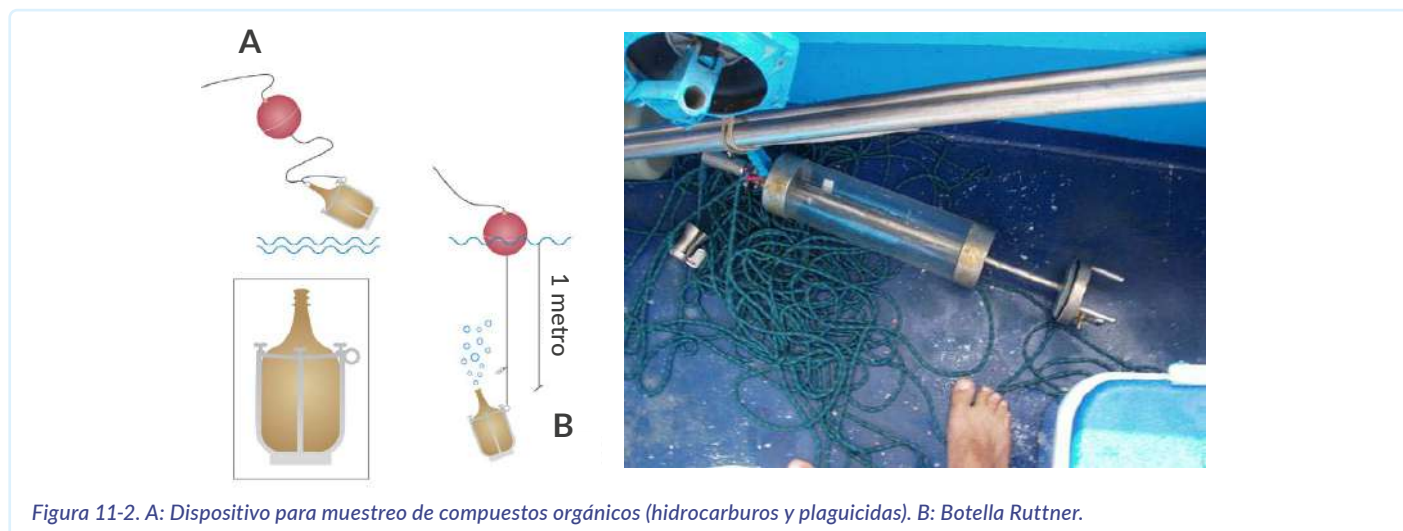 A
1 metro
B
Figura 11-2. A: Dispositivo para muestreo de compuestos orgánicos (hidrocarburos y plaguicidas). B: Botella Ruttner.